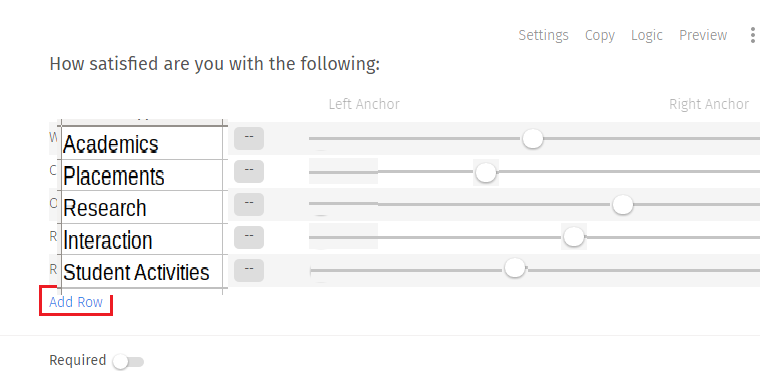 Settings Copy Logic Preview
How satisfied are you with the following:
Left Anchor Right Anchor
Academics --
Placements --
Research --
Interaction --
Student Activities --
Add Row
Required